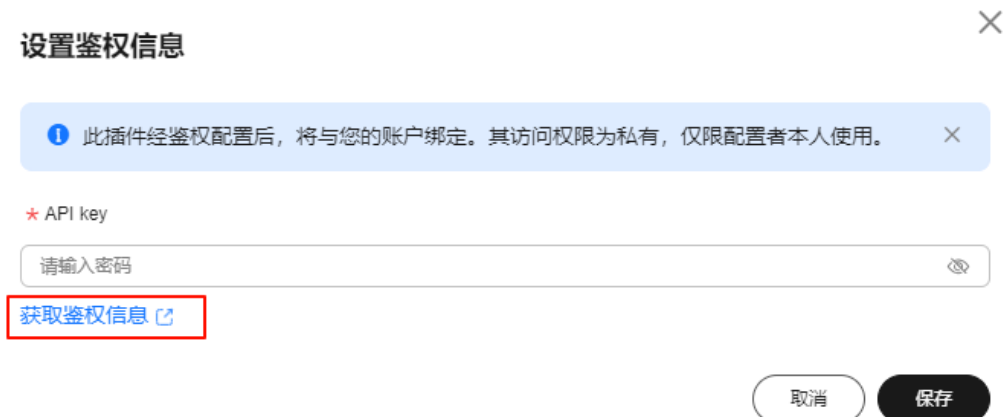 设置鉴权信息
此插件经鉴权配置后，将与您的账户绑定。其访问权限为私有，仅限配置者本人使用。
* API key
请输入密码
获取鉴权信息
取消 保存